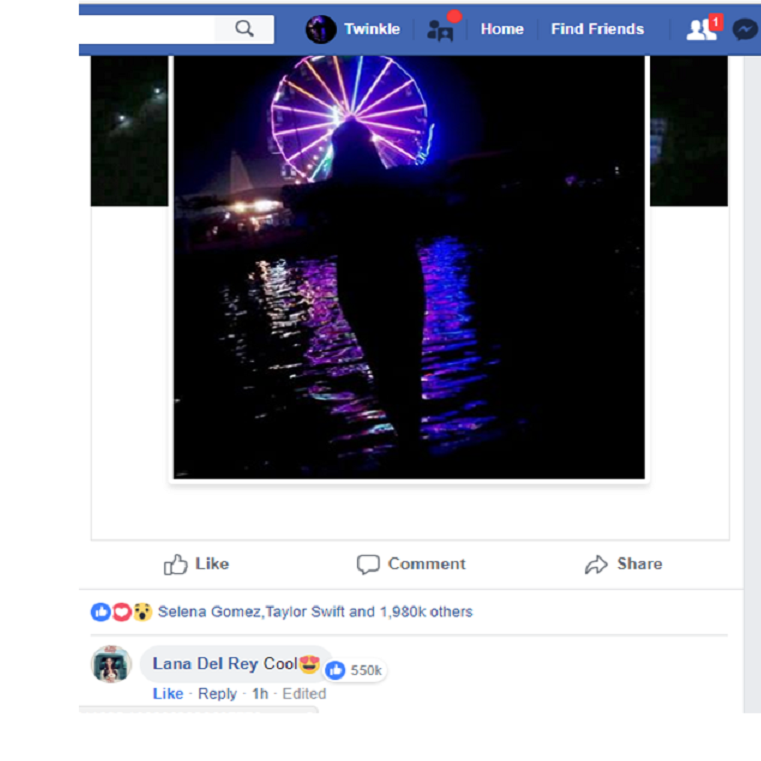 Twinkle Home Find Friends 1
Like Comment Share
Selena Gomez,Taylor Swift and 1,980k others
Lana Del Rey Cool😍 550k
Like · Reply · 1h · Edited